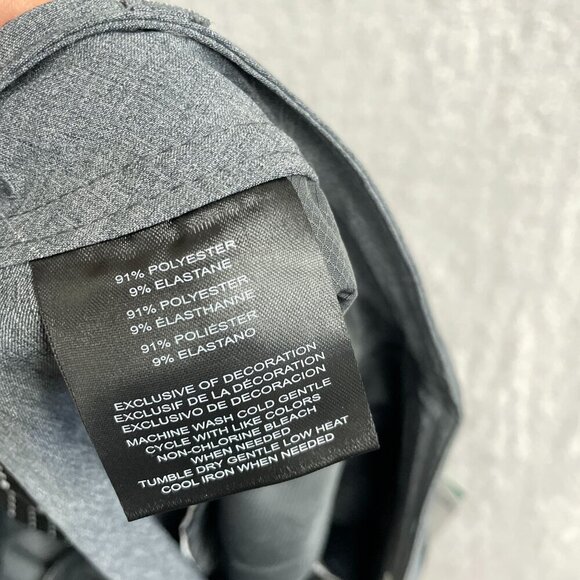 91% POLYESTER
9% ELASTANE
91% POLYESTER
9% ÉLASTHANNE
91% POLIÉSTER
9% ELASTANO
EXCLUSIVE OF DECORATION
EXCLUSIF DE LA DÉCORATION
EXCLUSIVO DE DECORACION
MACHINE WASH COLD GENTLE
CYCLE WITH LIKE COLORS
NON-CHLORINE BLEACH
WHEN NEEDED
TUMBLE DRY GENTLE LOW HEAT
COOL IRON WHEN NEEDED